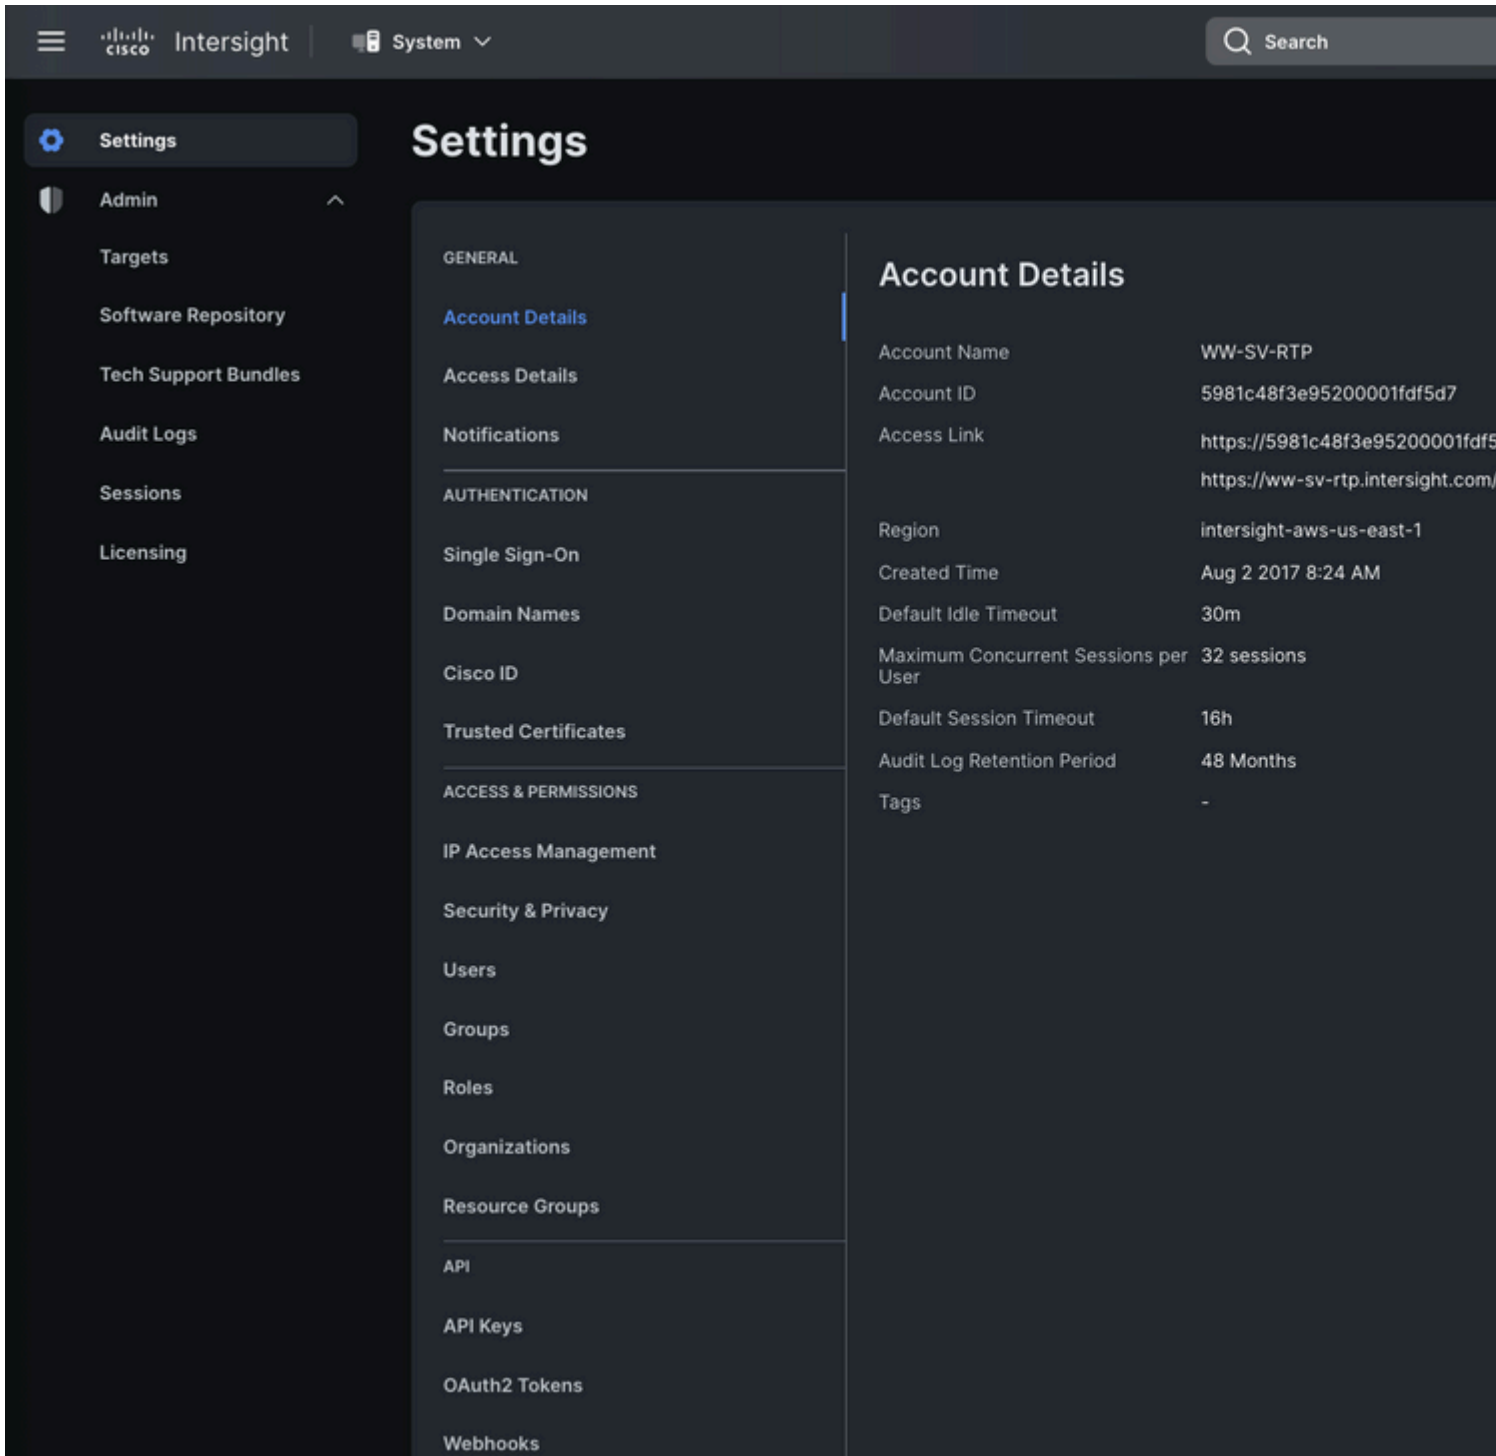 cisco Intersight System Search
Settings
Admin
Targets
Software Repository
Tech Support Bundles
Audit Logs
Sessions
Licensing
Settings
GENERAL
Account Details
Access Details
Notifications
AUTHENTICATION
Single Sign-On
Domain Names
Cisco ID
Trusted Certificates
ACCESS & PERMISSIONS
IP Access Management
Security & Privacy
Users
Groups
Roles
Organizations
Resource Groups
API
API Keys
OAuth2 Tokens
Webhooks
Account Details
Account Name WW-SV-RTP
Account ID 5981c48f3e95200001fdf5d7
Access Link https://5981c48f3e95200001fdf5
https://ww-sv-rtp.intersight.com/
Region intersight-aws-us-east-1
Created Time Aug 2 2017 8:24 AM
Default Idle Timeout 30m
Maximum Concurrent Sessions per 32 sessions
User
Default Session Timeout 16h
Audit Log Retention Period 48 Months
Tags -